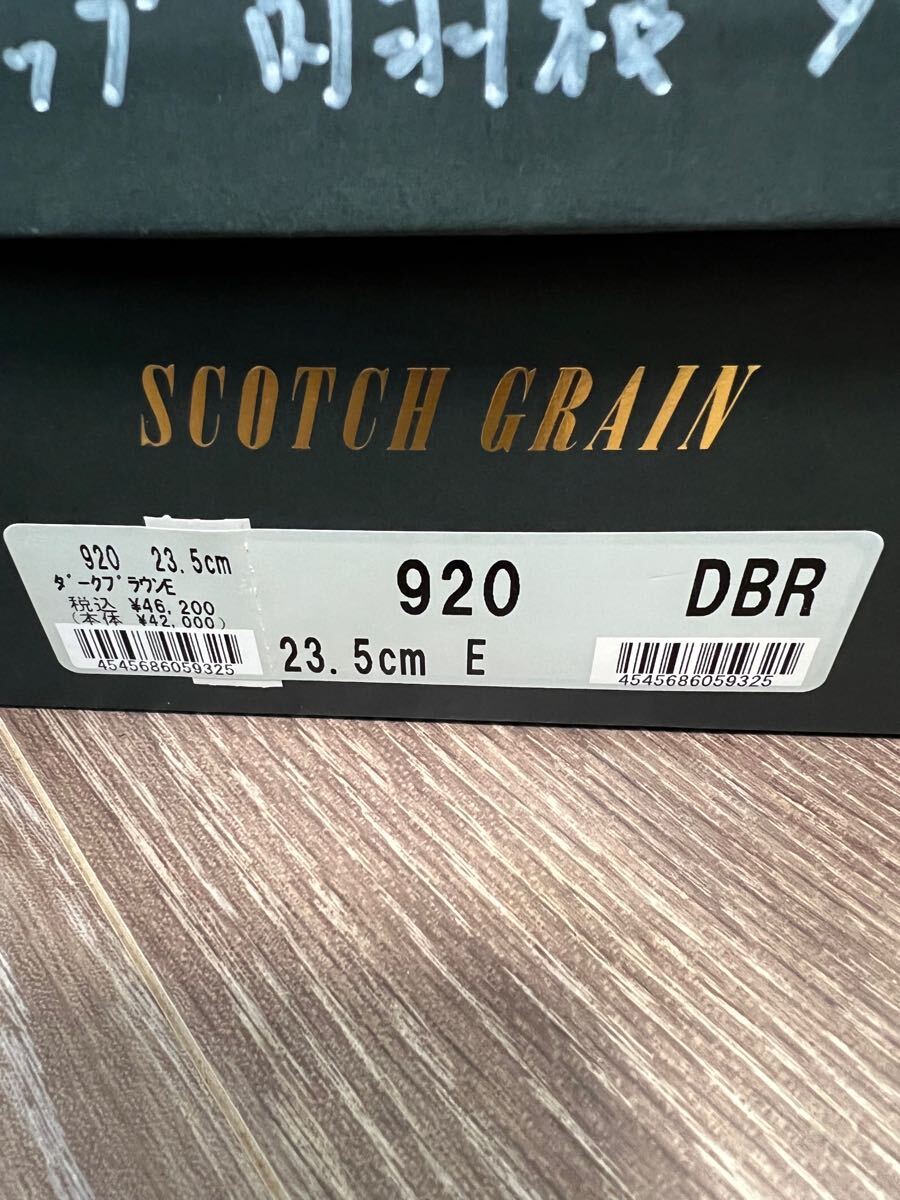 SCOTCH GRAIN
920 23.5cm
ダークブラウンE
税込 ¥46,200
(本体 ¥42,000)
4545686059325
920 DBR
23.5cm E
4545686059325